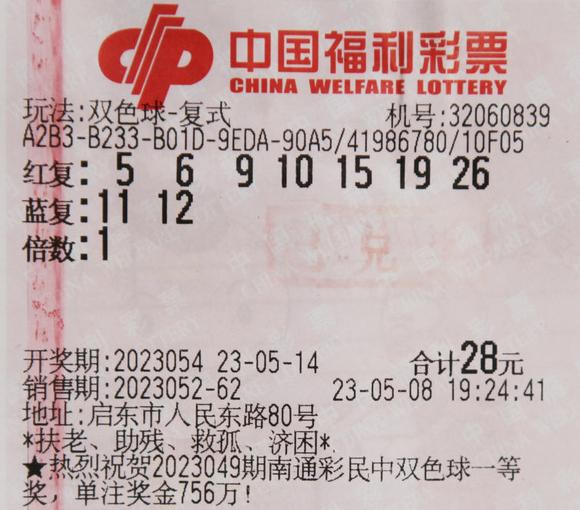 中国福利彩票
CHINA WELFARE LOTTERY
玩法:双色球-复式 机号:32060839
A2B3-B233-B01D-9EDA-90A5/41986780/10F05
红复: 5 6 9 10 15 19 26
蓝复:11 12
倍数:1
已兑
开奖期:2023054 23-05-14 合计28元
销售期:2023052-62 23-05-08 19:24:41
地址:启东市人民东路80号
*扶老、助残、救孤、济困*
★热烈祝贺2023049期南通彩民中双色球一等
奖，单注奖金756万!